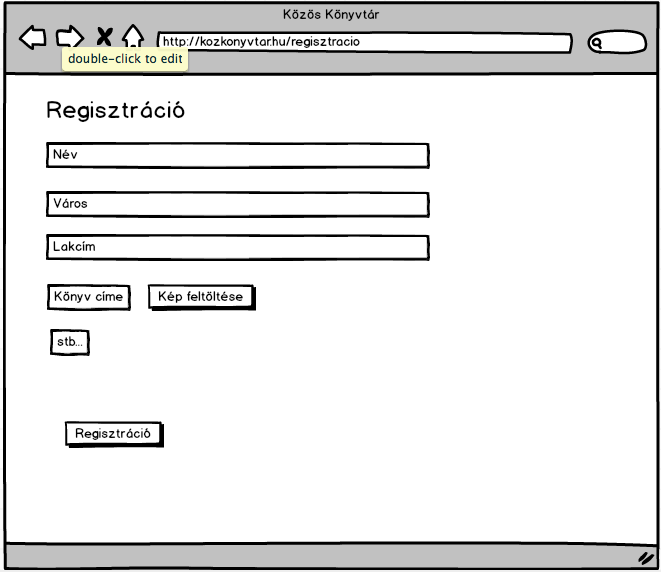 Közös Könyvtár
http://kozkonyvtar.hu/regisztracio
double-click to edit
Regisztráció
Név
Város
Lakcím
Könyv címe Kép feltöltése
stb...
Regisztráció